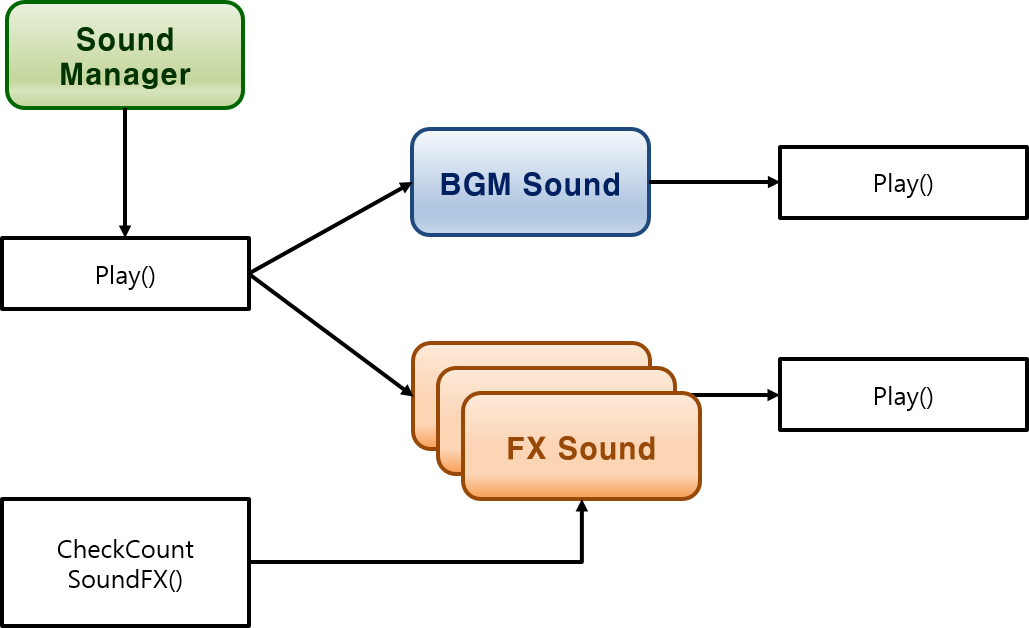 Sound
Manager
BGM Sound
Play()
Play()
Play()
FX Sound
CheckCount
SoundFX()